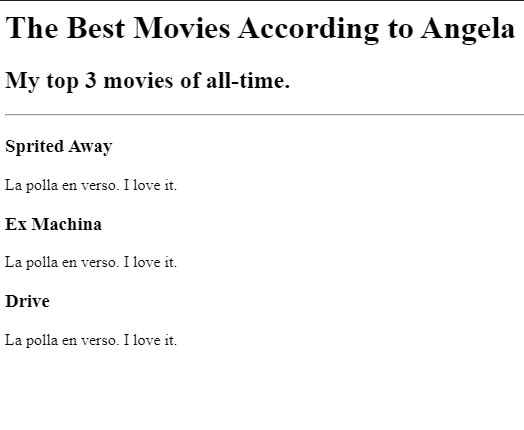 The Best Movies According to Angela
My top 3 movies of all-time.
Sprited Away
La polla en verso. I love it.
Ex Machina
La polla en verso. I love it.
Drive
La polla en verso. I love it.